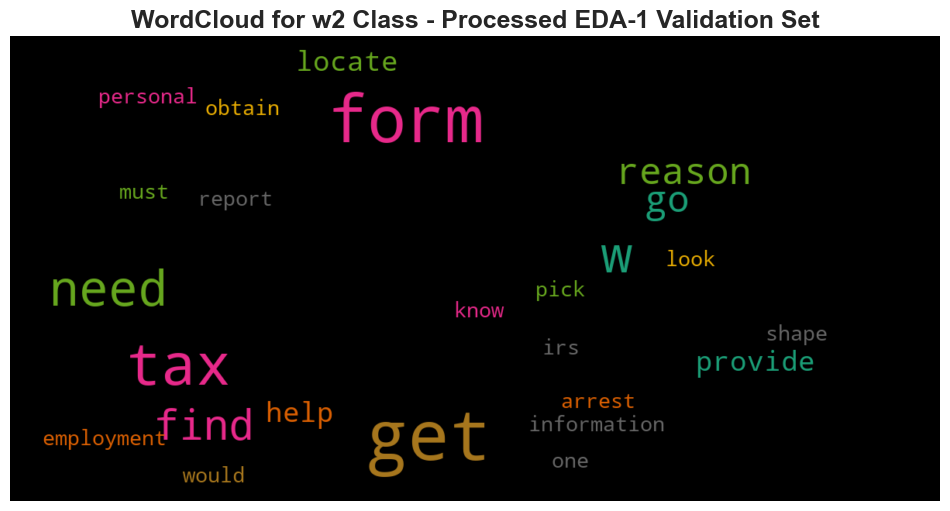 WordCloud for w2 Class - Processed EDA-1 Validation Set
locate
personal
obtain
form
reason
must
report
go
w
look
need
pick
know
shape
irs
tax
provide
arrest
help
find
information
employment
get
one
would